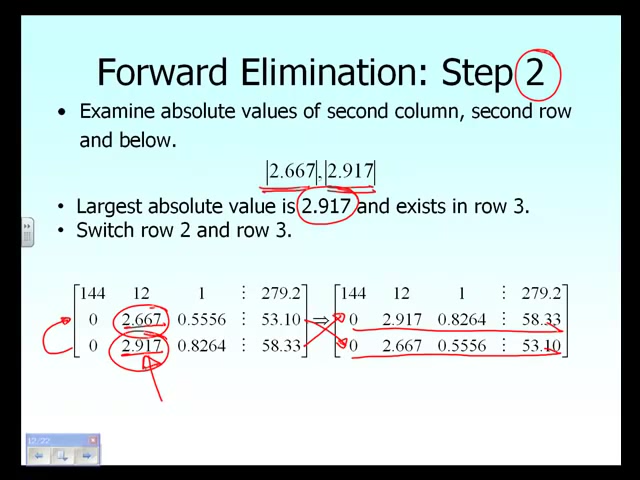 Forward Elimination: Step 2
• Examine absolute values of second column, second row
and below.
|2.667|, |2.917|
• Largest absolute value is 2.917 and exists in row 3.
• Switch row 2 and row 3.
[144 12 1 ⋮ 279.2] ⇒ [144 12 1 ⋮ 279.2]
[0 2.667 0.5556 ⋮ 53.10] [0 2.917 0.8264 ⋮ 58.33]
[0 2.917 0.8264 ⋮ 58.33] [0 2.667 0.5556 ⋮ 53.10]
12/22